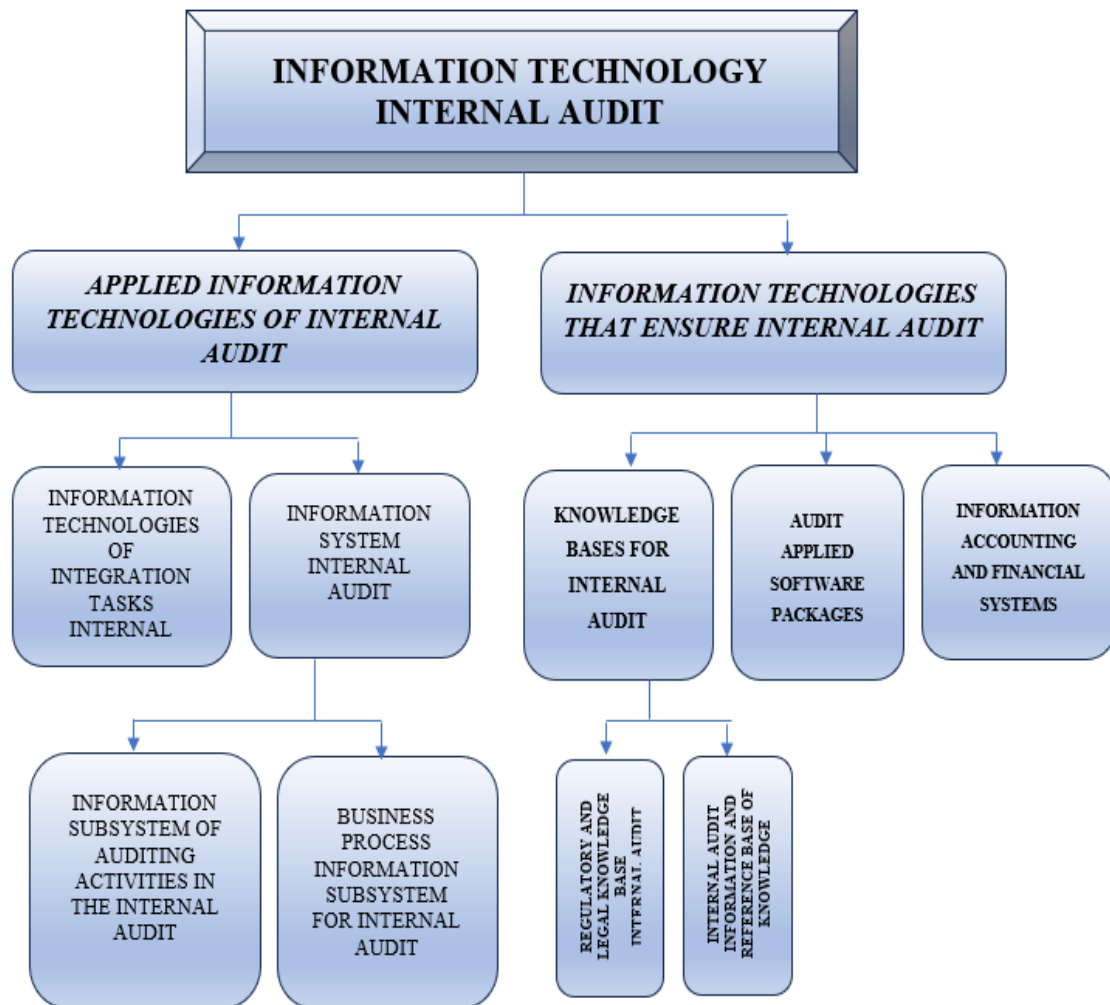 INFORMATION TECHNOLOGY
INTERNAL AUDIT
APPLIED INFORMATION
TECHNOLOGIES OF INTERNAL
AUDIT
INFORMATION TECHNOLOGIES
THAT ENSURE INTERNAL AUDIT
INFORMATION
TECHNOLOGIES
OF
INTEGRATION
TASKS
INTERNAL
INFORMATION
SYSTEM
INTERNAL
AUDIT
KNOWLEDGE
BASES FOR
INTERNAL
AUDIT
AUDIT
APPLIED
SOFTWARE
PACKAGES
INFORMATION
ACCOUNTING
AND FINANCIAL
SYSTEMS
INFORMATION
SUBSYSTEM OF
AUDITING
ACTIVITIES IN
THE INTERNAL
AUDIT
BUSINESS
PROCESS
INFORMATION
SUBSYSTEM
FOR INTERNAL
AUDIT
REGULATORY AND
LEGAL KNOWLEDGE
BASE
INTERNAL AUDIT
INTERNAL AUDIT
INFORMATION AND
REFERENCE BASE OF
KNOWLEDGE